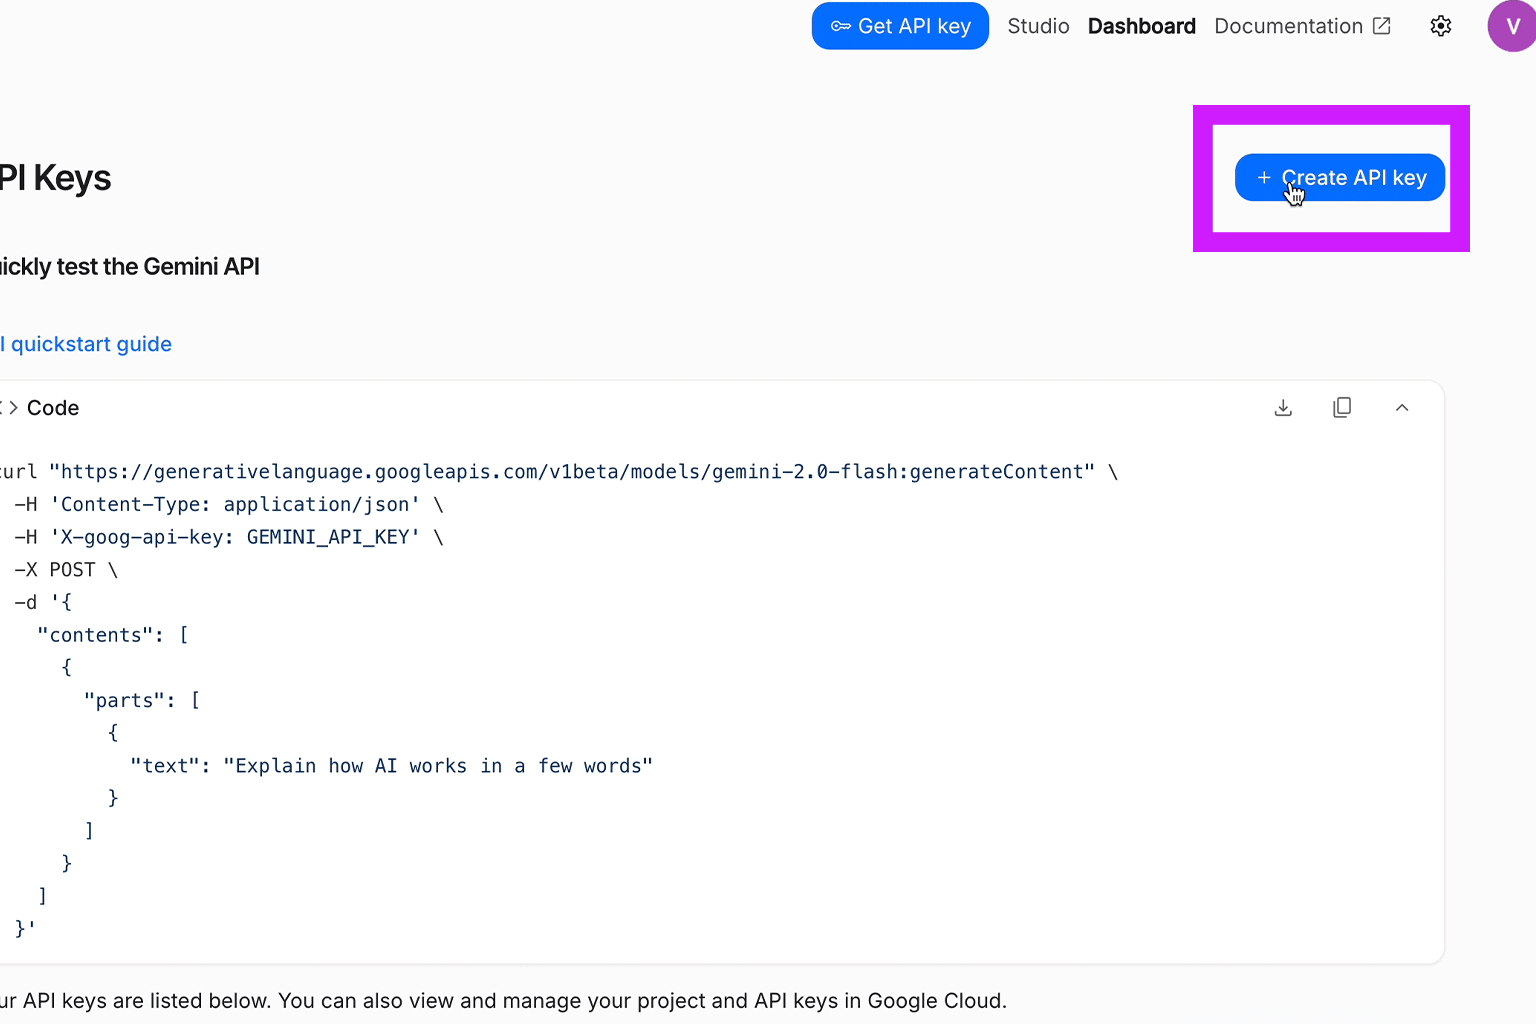 Get API key Studio Dashboard Documentation V
PI Keys
+ Create API key
ickly test the Gemini API
I quickstart guide
Code
curl "https://generativelanguage.googleapis.com/v1beta/models/gemini-2.0-flash:generateContent" \
-H 'Content-Type: application/json' \
-H 'X-goog-api-key: GEMINI_API_KEY' \
-X POST \
-d '{
"contents": [
{
"parts": [
{
"text": "Explain how AI works in a few words"
}
]
}
]
}'
ur API keys are listed below. You can also view and manage your project and API keys in Google Cloud.